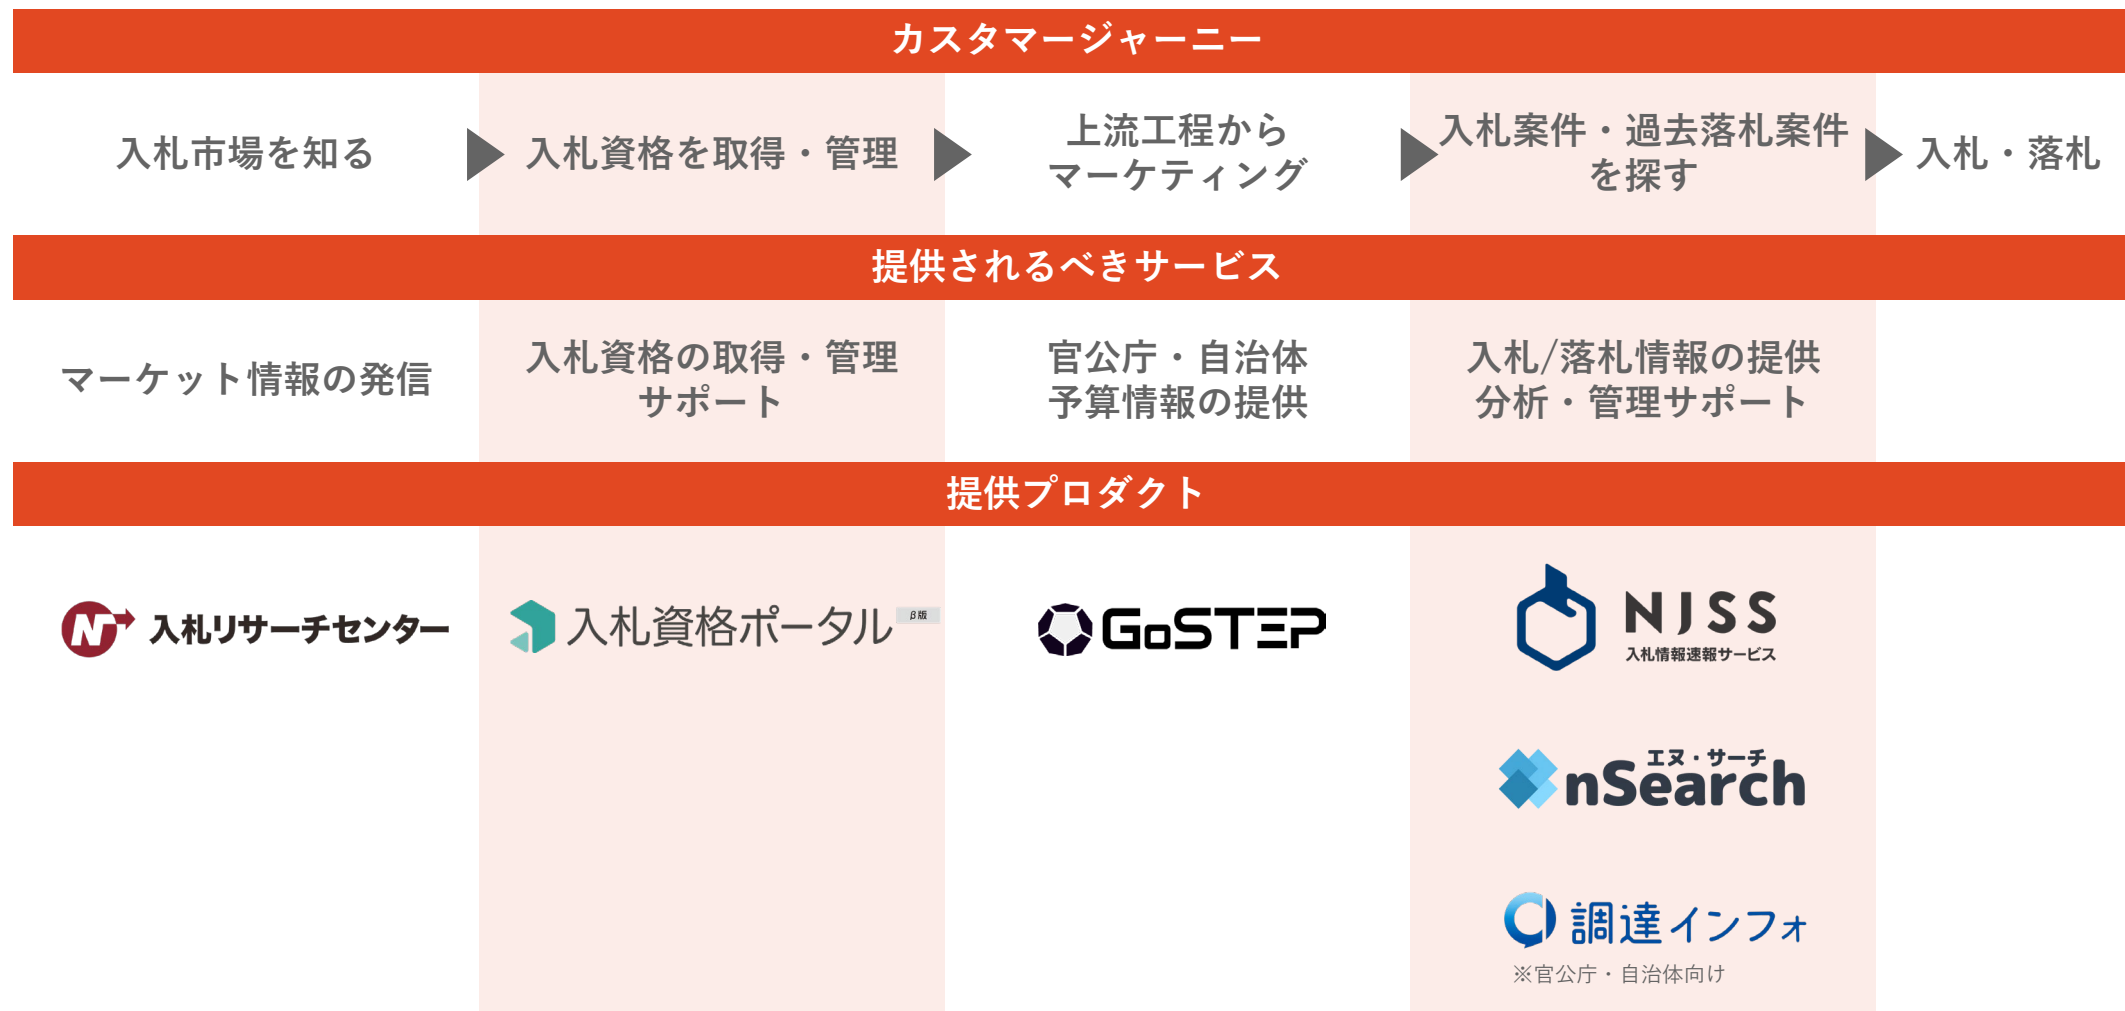 カスタマージャーニー
入札市場を知る
入札資格を取得・管理
上流工程から
マーケティング
入札案件・過去落札案件
を探す
入札・落札
提供されるべきサービス
マーケット情報の発信
入札資格の取得・管理
サポート
官公庁・自治体
予算情報の提供
入札/落札情報の提供
分析・管理サポート
提供プロダクト
入札リサーチセンター
入札資格ポータル
β版
GoSTEP
NJSS
入札情報速報サービス
エヌ・サーチ
nSearch
調達インフォ
※官公庁・自治体向け